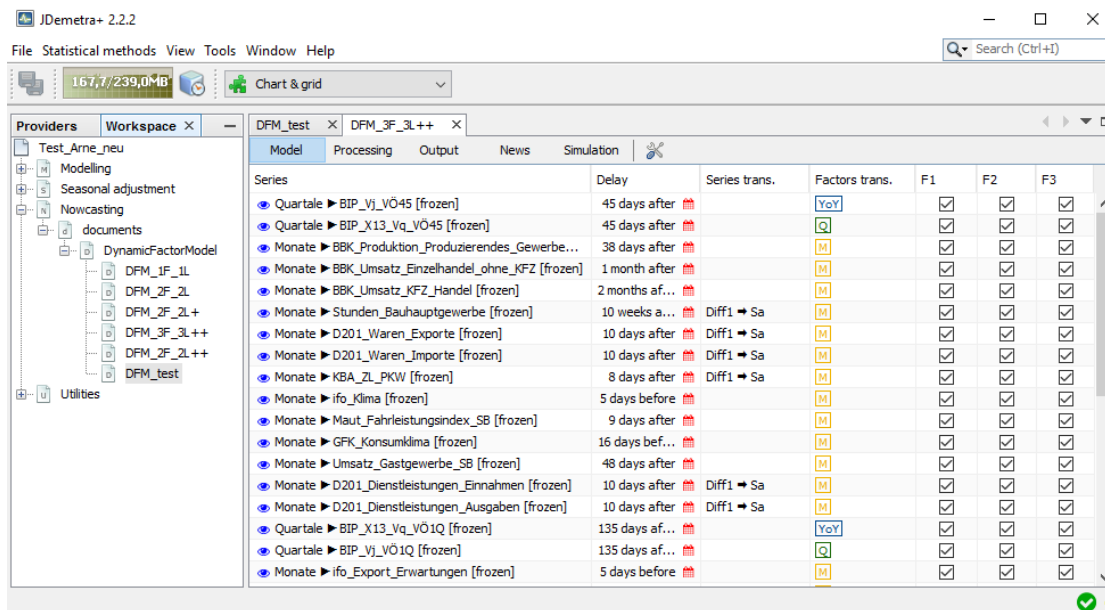 JDemetra+ 2.2.2
File Statistical methods View Tools Window Help
Search (Ctrl+I)
167,7/239,0MB
Chart & grid
Providers Workspace
Test_Arne_neu
M Modelling
S Seasonal adjustment
N Nowcasting
d documents
D DynamicFactorModel
D DFM_1F_1L
D DFM_2F_2L
D DFM_2F_2L+
D DFM_3F_3L++
D DFM_2F_2L++
D DFM_test
U Utilities
DFM_test DFM_3F_3L++
Model Processing Output News Simulation
Series Delay Series trans. Factors trans. F1 F2 F3
Quartale ► BIP_Vj_VÖ45 [frozen] 45 days after YoY
Quartale ► BIP_X13_Vq_VÖ45 [frozen] 45 days after Q
Monate ► BBK_Produktion_Produzierendes_Gewerbe... 38 days after M
Monate ► BBK_Umsatz_Einzelhandel_ohne_KFZ [frozen] 1 month after M
Monate ► BBK_Umsatz_KFZ_Handel [frozen] 2 months af... M
Monate ► Stunden_Bauhauptgewerbe [frozen] 10 weeks a... Diff1 ➡ Sa M
Monate ► D201_Waren_Exporte [frozen] 10 days after Diff1 ➡ Sa M
Monate ► D201_Waren_Importe [frozen] 10 days after Diff1 ➡ Sa M
Monate ► KBA_ZL_PKW [frozen] 8 days after Diff1 ➡ Sa M
Monate ► ifo_Klima [frozen] 5 days before M
Monate ► Maut_Fahrleistungsindex_SB [frozen] 9 days after M
Monate ► GFK_Konsumklima [frozen] 16 days bef... M
Monate ► Umsatz_Gastgewerbe_SB [frozen] 48 days after M
Monate ► D201_Dienstleistungen_Einnahmen [frozen] 10 days after Diff1 ➡ Sa M
Monate ► D201_Dienstleistungen_Ausgaben [frozen] 10 days after Diff1 ➡ Sa M
Quartale ► BIP_X13_Vq_VÖ1Q [frozen] 135 days af... YoY
Quartale ► BIP_Vj_VÖ1Q [frozen] 135 days af... Q
Monate ► ifo_Export_Erwartungen [frozen] 5 days before M